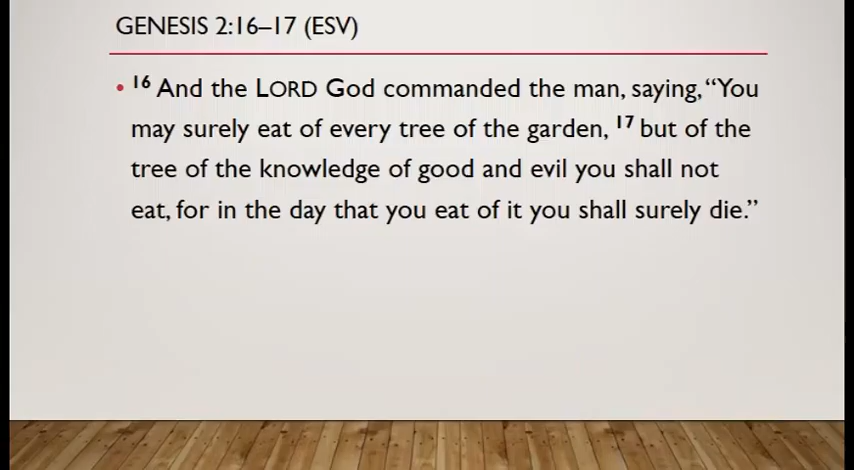 GENESIS 2:16–17 (ESV)
• 16 And the LORD God commanded the man, saying, “You
may surely eat of every tree of the garden, 17 but of the
tree of the knowledge of good and evil you shall not
eat, for in the day that you eat of it you shall surely die.”